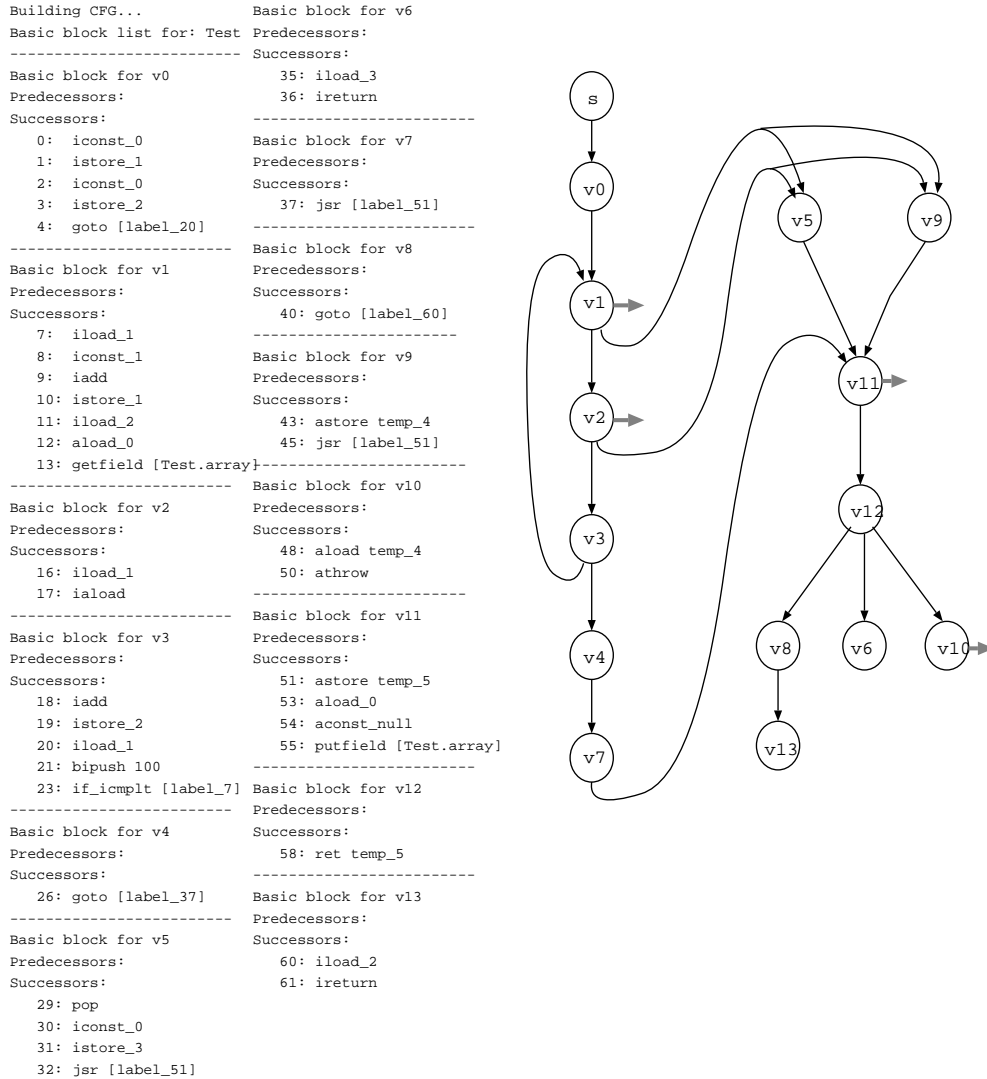 Building CFG...
Basic block list for: Test
-------------------------
Basic block for v0
Predecessors:
Successors:
0: iconst_0
1: istore_1
2: iconst_0
3: istore_2
4: goto [label_20]
------------------------
Basic block for v1
Predecessors:
Successors:
7: iload_1
8: iconst_1
9: iadd
10: istore_1
11: iload_2
12: aload_0
13: getfield [Test.array]
------------------------
Basic block for v2
Predecessors:
Successors:
16: iload_1
17: iaload
------------------------
Basic block for v3
Predecessors:
Successors:
18: iadd
19: istore_2
20: iload_1
21: bipush 100
23: if_icmplt [label_7]
------------------------
Basic block for v4
Predecessors:
Successors:
26: goto [label_37]
------------------------
Basic block for v5
Predecessors:
Successors:
29: pop
30: iconst_0
31: istore_3
32: jsr [label_51]
Basic block for v6
Predecessors:
Successors:
35: iload_3
36: ireturn
------------------------
Basic block for v7
Predecessors:
Successors:
37: jsr [label_51]
------------------------
Basic block for v8
Precedessors:
Successors:
40: goto [label_60]
----------------------
Basic block for v9
Predecessors:
Successors:
43: astore temp_4
45: jsr [label_51]
-----------------------
Basic block for v10
Predecessors:
Successors:
48: aload temp_4
50: athrow
-----------------------
Basic block for v11
Predecessors:
Successors:
51: astore temp_5
53: aload_0
54: aconst_null
55: putfield [Test.array]
------------------------
Basic block for v12
Predecessors:
Successors:
58: ret temp_5
------------------------
Basic block for v13
Predecessors:
Successors:
60: iload_2
61: ireturn
s
v0
v1
v2
v3
v4
v7
v5
v9
v11
v12
v8
v6
v10
v13